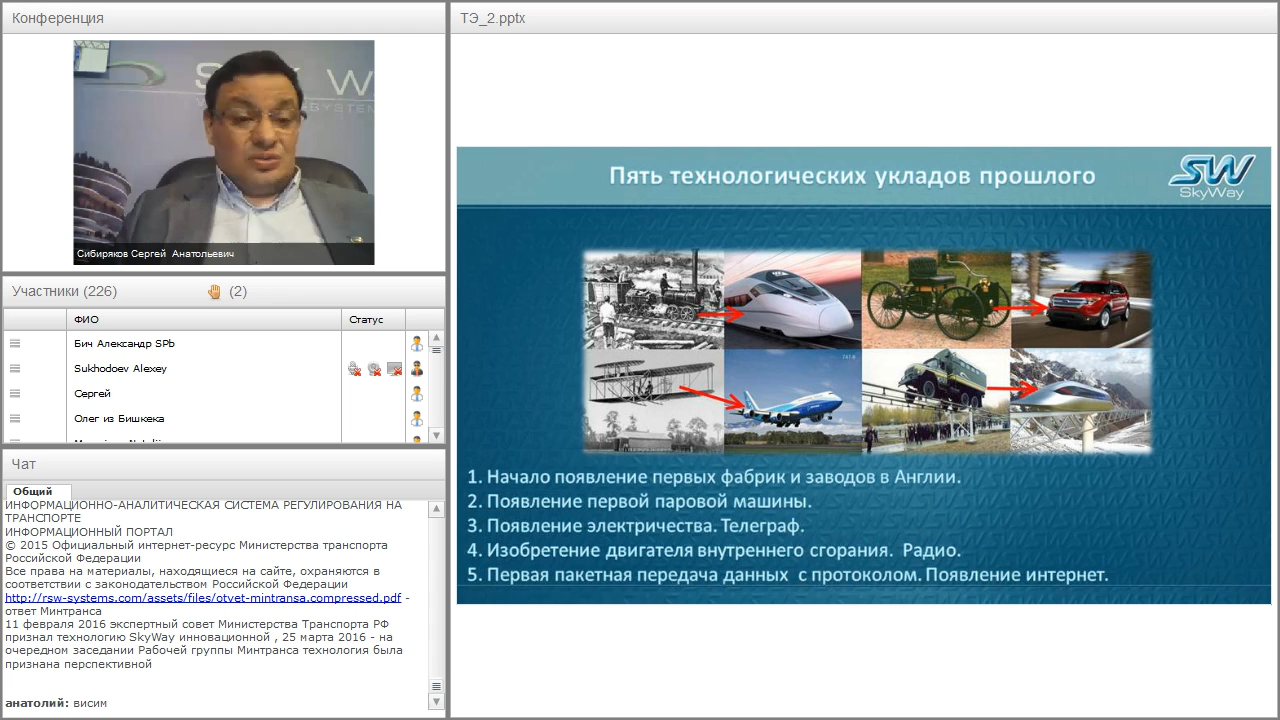 Конференция
S W
SYSTEM
Сибиряков Сергей Анатольевич
Участники (226) (2)
ФИО Статус
Бич Александр SPb
Sukhodoev Alexey
Сергей
Олег из Бишкека
Чат
Общий
ИНФОРМАЦИОННО-АНАЛИТИЧЕСКАЯ СИСТЕМА РЕГУЛИРОВАНИЯ НА
ТРАНСПОРТЕ
ИНФОРМАЦИОННЫЙ ПОРТАЛ
© 2015 Официальный интернет-ресурс Министерства транспорта
Российской Федерации
Все права на материалы, находящиеся на сайте, охраняются в
соответствии с законодательством Российской Федерации
http://rsw-systems.com/assets/files/otvet-mintransa.compressed.pdf -
ответ Минтранса
11 февраля 2016 экспертный совет Министерства Транспорта РФ
признал технологию SkyWay инновационной , 25 марта 2016 - на
очередном заседании Рабочей группы Минтранса технология была
признана перспективной
анатолий: висим
ТЭ_2.pptx
Пять технологических укладов прошлого
SW
SkyWay
1. Начало появление первых фабрик и заводов в Англии.
2. Появление первой паровой машины.
3. Появление электричества. Телеграф.
4. Изобретение двигателя внутреннего сгорания. Радио.
5. Первая пакетная передача данных с протоколом. Появление интернет.